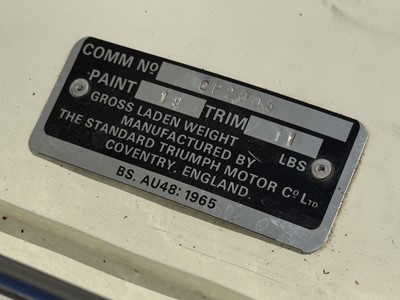 COMM Nº CP2
PAINT 19 TRIM 11
GROSS LADEN WEIGHT LBS
MANUFACTURED BY
THE STANDARD TRIUMPH MOTOR Cº LTD
COVENTRY, ENGLAND.
BS. AU48: 1965